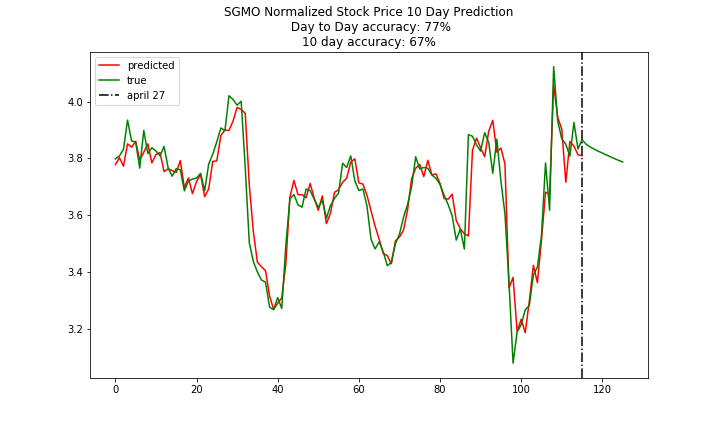 SGMO Normalized Stock Price 10 Day Prediction
Day to Day accuracy: 77%
10 day accuracy: 67%
predicted
true
april 27
4.0
3.8
3.6
3.4
3.2
0 20 40 60 80 100 120